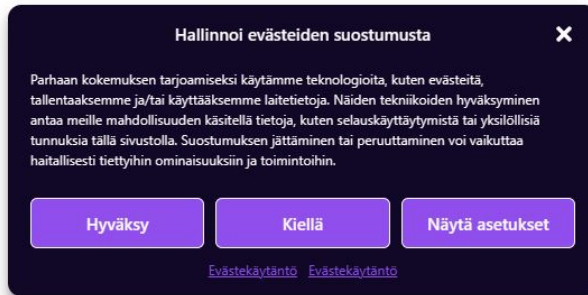 Hallinnoi evästeiden suostumusta
Parhaan kokemuksen tarjoamiseksi käytämme teknologioita, kuten evästeitä,
tallentaaksemme ja/tai käyttääksemme laitetietoja. Näiden tekniikoiden hyväksyminen
antaa meille mahdollisuuden käsitellä tietoja, kuten selauskäyttäytymistä tai yksilöllisiä
tunnuksia tällä sivustolla. Suostumuksen jättäminen tai peruuttaminen voi vaikuttaa
haitallisesti tiettyihin ominaisuuksiin ja toimintoihin.
Hyväksy Kiellä Näytä asetukset
Evästekäytäntö Evästekäytäntö